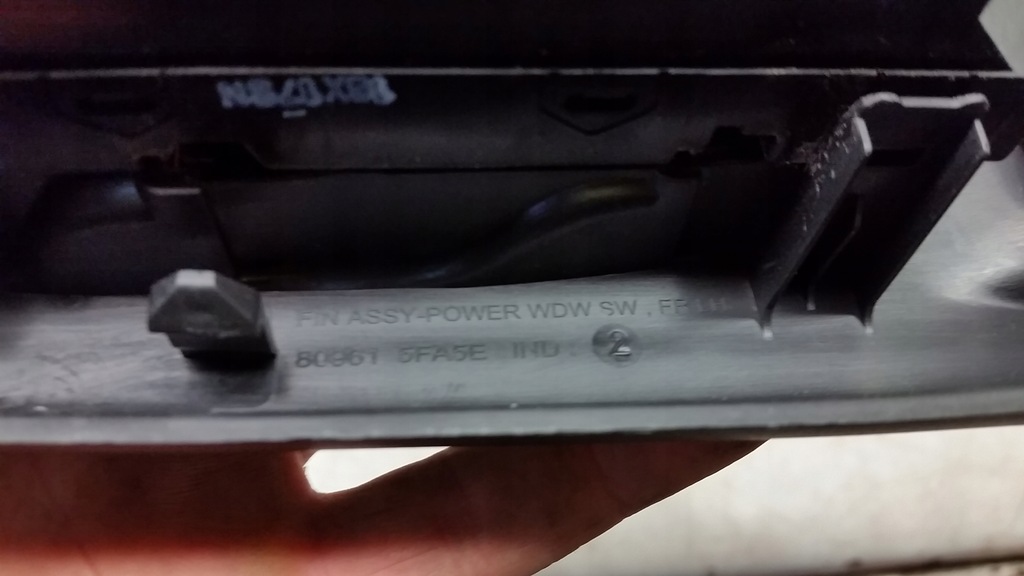 FIN ASSY-POWER WDW SW , FR
80961 5FA5E IND . 2